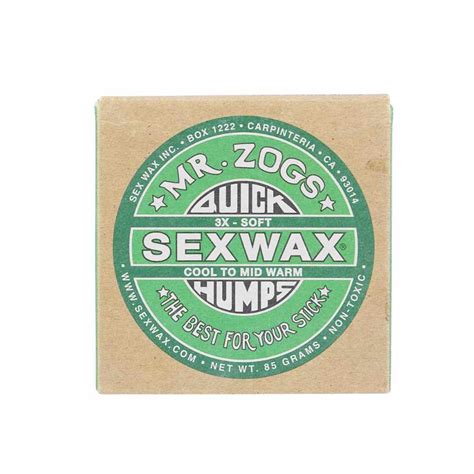 SEX WAX INC. • BOX 1222 • CARPINTERIA • CA • 93014
MR. ZOGS
QUICK
3X - SOFT
SEXWAX®
COOL TO MID WARM
HUMPS
THE BEST FOR YOUR STICK
WWW.SEXWAX.COM • NET WT. 85 GRAMS • NON-TOXIC